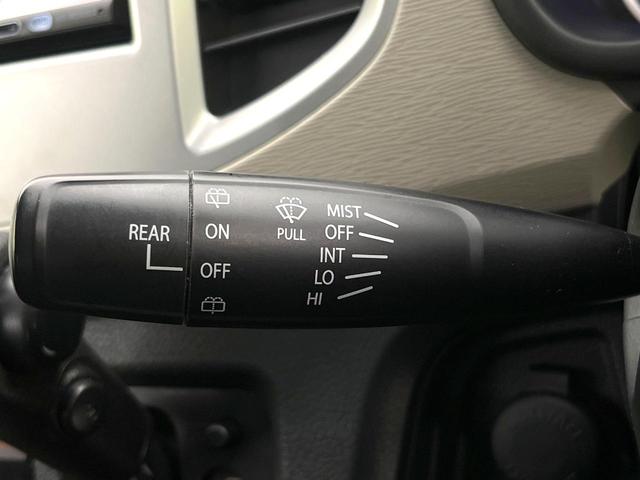 REAR
ON
OFF
PULL
MIST
OFF
INT
LO
HI